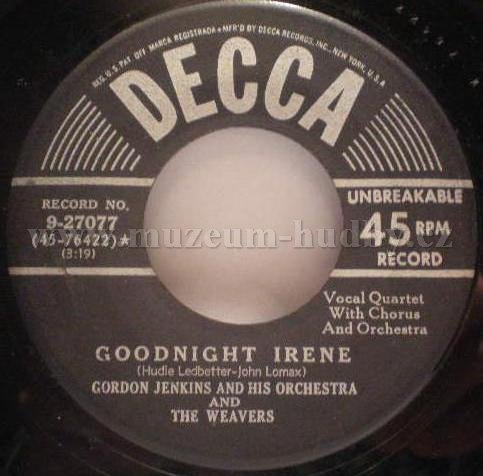 REG. U.S. PAT OFF MARCA REGISTRADA • MF'D BY DECCA RECORDS, INC., NEW YORK, U.S.A.
DECCA
RECORD NO.
9-27077
(45-76422)★
(3:19)
UNBREAKABLE
45 RPM
RECORD
www.muzeum-hudby.cz
Vocal Quartet
With Chorus
And Orchestra
GOODNIGHT IRENE
(Hudie Ledbetter-John Lomax)
GORDON JENKINS AND HIS ORCHESTRA
AND
THE WEAVERS